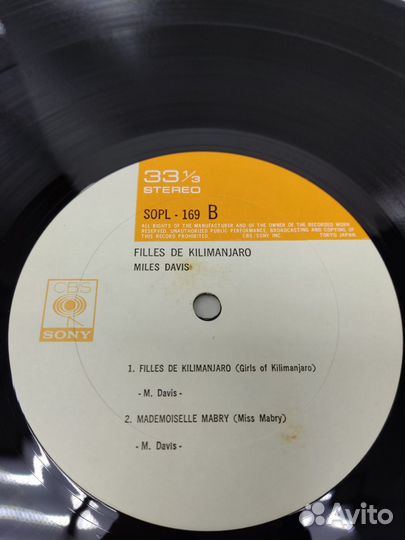 33 1/3
STEREO
SOPL - 169 B
ALL RIGHTS OF THE MANUFACTURER AND OF THE OWNER OF THE RECORDED WORK
RESERVED. UNAUTHORIZED PUBLIC PERFORMANCE, BROADCASTING AND COPYING OF
THIS RECORD PROHIBITED. CBS/SONY INC. TOKYO JAPAN.
FILLES DE KILIMANJARO
MILES DAVIS
CBS
SONY
1. FILLES DE KILIMANJARO (Girls of Kilimanjaro)
- M. Davis -
2. MADEMOISELLE MABRY (Miss Mabry)
- M. Davis -
Avito